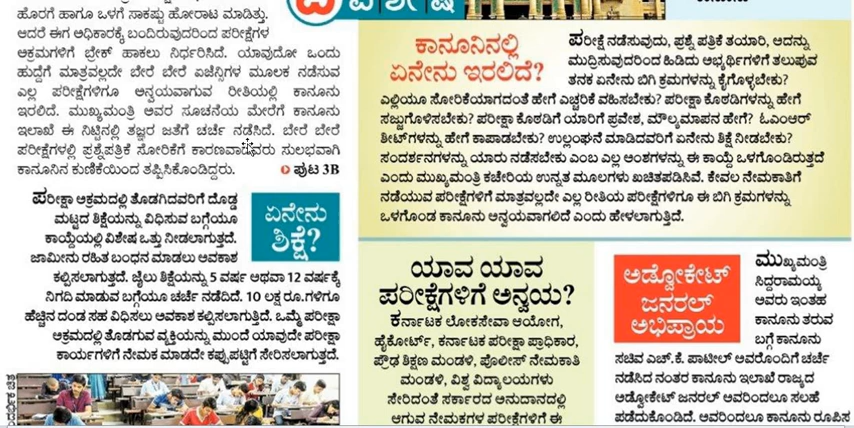 ಹೊರಗೆ ಹಾಗೂ ಒಳಗೆ ಸಾಕಷ್ಟು ಹೋರಾಟ ಮಾಡಿತ್ತು.
ಆದರೆ ಈಗ ಅಧಿಕಾರಕ್ಕೆ ಬಂದಿರುವುದರಿಂದ ಪರೀಕ್ಷೆಗಳ
ಅಕ್ರಮಗಳಿಗೆ ಬ್ರೇಕ್ ಹಾಕಲು ನಿರ್ಧರಿಸಿದೆ. ಯಾವುದೋ ಒಂದು
ಹುದ್ದೆಗೆ ಮಾತ್ರವಲ್ಲದೇ ಬೇರೆ ಬೇರೆ ಏಜೆನ್ಸಿಗಳ ಮೂಲಕ ನಡೆಸುವ
ಎಲ್ಲ ಪರೀಕ್ಷೆಗಳಿಗೂ ಅನ್ವಯವಾಗುವ ರೀತಿಯಲ್ಲಿ ಕಾನೂನು
ಇರಲಿದೆ. ಮುಖ್ಯಮಂತ್ರಿ ಅವರ ಸೂಚನೆಯ ಮೇರೆಗೆ ಕಾನೂನು
ಇಲಾಖೆ ಈ ನಿಟ್ಟಿನಲ್ಲಿ ತಜ್ಞರ ಜತೆಗೆ ಚರ್ಚೆ ನಡೆಸಿದೆ. ಬೇರೆ ಬೇರೆ
ಪರೀಕ್ಷೆಗಳಲ್ಲಿ ಪ್ರಶ್ನೆಪತ್ರಿಕೆ ಸೋರಿಕೆಗೆ ಕಾರಣವಾದವರು ಸುಲಭವಾಗಿ
ಕಾನೂನಿನ ಕುಣಿಕೆಯಿಂದ ತಪ್ಪಿಸಿಕೊಂಡಿದ್ದರು. ಪುಟ 3B
ಏನೇನು
ಶಿಕ್ಷೆ?
ಪರೀಕ್ಷಾ ಅಕ್ರಮದಲ್ಲಿ ತೊಡಗಿದವರಿಗೆ ದೊಡ್ಡ
ಮಟ್ಟದ ಶಿಕ್ಷೆಯನ್ನು ವಿಧಿಸುವ ಬಗ್ಗೆಯೂ
ಕಾಯ್ದೆಯಲ್ಲಿ ವಿಶೇಷ ಒತ್ತು ನೀಡಲಾಗುತ್ತದೆ.
ಜಾಮೀನು ರಹಿತ ಬಂಧನ ಮಾಡಲು ಅವಕಾಶ
ಕಲ್ಪಿಸಲಾಗುತ್ತದೆ. ಜೈಲು ಶಿಕ್ಷೆಯನ್ನು 5 ವರ್ಷ ಅಥವಾ 12 ವರ್ಷಕ್ಕೆ
ನಿಗದಿ ಮಾಡುವ ಬಗ್ಗೆಯೂ ಚರ್ಚೆ ನಡೆದಿದೆ. 10 ಲಕ್ಷ ರೂ.ಗಳಿಗೂ
ಹೆಚ್ಚಿನ ದಂಡ ಸಹ ವಿಧಿಸಲು ಅವಕಾಶ ಕಲ್ಪಿಸಲಾಗುತ್ತಿದೆ. ಒಮ್ಮೆ ಪರೀಕ್ಷಾ
ಅಕ್ರಮದಲ್ಲಿ ತೊಡಗುವ ವ್ಯಕ್ತಿಯನ್ನು ಮುಂದೆ ಯಾವುದೇ ಪರೀಕ್ಷಾ
ಕಾರ್ಯಗಳಿಗೆ ನೇಮಕ ಮಾಡದೇ ಕಪ್ಪುಪಟ್ಟಿಗೆ ಸೇರಿಸಲಾಗುತ್ತದೆ.
ಕಾನೂನಿನಲ್ಲಿ
ಏನೇನು ಇರಲಿದೆ?
ಪರೀಕ್ಷೆ ನಡೆಸುವುದು, ಪ್ರಶ್ನೆ ಪತ್ರಿಕೆ ತಯಾರಿ, ಅದನ್ನು
ಮುದ್ರಿಸುವುದರಿಂದ ಹಿಡಿದು ಅಭ್ಯರ್ಥಿಗಳಿಗೆ ತಲುಪುವ
ತನಕ ಏನೇನು ಬಿಗಿ ಕ್ರಮಗಳನ್ನು ಕೈಗೊಳ್ಳಬೇಕು?
ಎಲ್ಲಿಯೂ ಸೋರಿಕೆಯಾಗದಂತೆ ಹೇಗೆ ಎಚ್ಚರಿಕೆ ವಹಿಸಬೇಕು? ಪರೀಕ್ಷಾ ಕೊಠಡಿಗಳನ್ನು ಹೇಗೆ
ಸಜ್ಜುಗೊಳಿಸಬೇಕು? ಪರೀಕ್ಷಾ ಕೊಠಡಿಗೆ ಯಾರಿಗೆ ಪ್ರವೇಶ, ಮೌಲ್ಯಮಾಪನ ಹೇಗೆ? ಓಎಂಆರ್
ಶೀಟ್‌ಗಳನ್ನು ಹೇಗೆ ಕಾಪಾಡಬೇಕು? ಉಲ್ಲಂಘನೆ ಮಾಡಿದವರಿಗೆ ಏನೇನು ಶಿಕ್ಷೆ ನೀಡಬೇಕು?
ಸಂದರ್ಶನಗಳನ್ನು ಯಾರು ನಡೆಸಬೇಕು ಎಂಬ ಎಲ್ಲ ಅಂಶಗಳನ್ನು ಈ ಕಾಯ್ದೆ ಒಳಗೊಂಡಿರುತ್ತದೆ
ಎಂದು ಮುಖ್ಯಮಂತ್ರಿ ಕಚೇರಿಯ ಉನ್ನತ ಮೂಲಗಳು ಖಚಿತಪಡಿಸಿವೆ. ಕೇವಲ ನೇಮಕಾತಿಗೆ
ನಡೆಯುವ ಪರೀಕ್ಷೆಗಳಿಗೆ ಮಾತ್ರವಲ್ಲದೇ ಎಲ್ಲ ರೀತಿಯ ಪರೀಕ್ಷೆಗಳಿಗೂ ಈ ಬಿಗಿ ಕ್ರಮಗಳನ್ನು
ಒಳಗೊಂಡ ಕಾನೂನು ಅನ್ವಯವಾಗಲಿದೆ ಎಂದು ಹೇಳಲಾಗುತ್ತಿದೆ.
ಯಾವ ಯಾವ
ಪರೀಕ್ಷೆಗಳಿಗೆ ಅನ್ವಯ?
ಕರ್ನಾಟಕ ಲೋಕಸೇವಾ ಆಯೋಗ,
ಹೈಕೋರ್ಟ್, ಕರ್ನಾಟಕ ಪರೀಕ್ಷಾ ಪ್ರಾಧಿಕಾರ,
ಪ್ರೌಢ ಶಿಕ್ಷಣ ಮಂಡಳಿ, ಪೊಲೀಸ್ ನೇಮಕಾತಿ
ಮಂಡಳಿ, ವಿಶ್ವ ವಿದ್ಯಾಲಯಗಳು
ಸೇರಿದಂತೆ ಸರ್ಕಾರದ ಅನುದಾನದಲ್ಲಿ
ಆಗುವ ನೇಮಕಗಳ ಪರೀಕ್ಷೆಗಳಿಗೆ ಈ
ಅಡ್ವೋಕೇಟ್
ಜನರಲ್
ಅಭಿಪ್ರಾಯ
ಮುಖ್ಯಮಂತ್ರಿ
ಸಿದ್ದರಾಮಯ್ಯ
ಅವರು ಇಂತಹ
ಕಾನೂನು ತರುವ
ಬಗ್ಗೆ ಕಾನೂನು
ಸಚಿವ ಎಚ್.ಕೆ. ಪಾಟೀಲ್ ಅವರೊಂದಿಗೆ ಚರ್ಚೆ
ನಡೆಸಿದ ನಂತರ ಕಾನೂನು ಇಲಾಖೆ ರಾಜ್ಯದ
ಅಡ್ವೋಕೇಟ್ ಜನರಲ್ ಅವರಿಂದಲೂ ಸಲಹೆ
ಪಡೆದುಕೊಂಡಿದೆ. ಅವರಿಂದಲೂ ಕಾನೂನು ರೂಪಿಸ